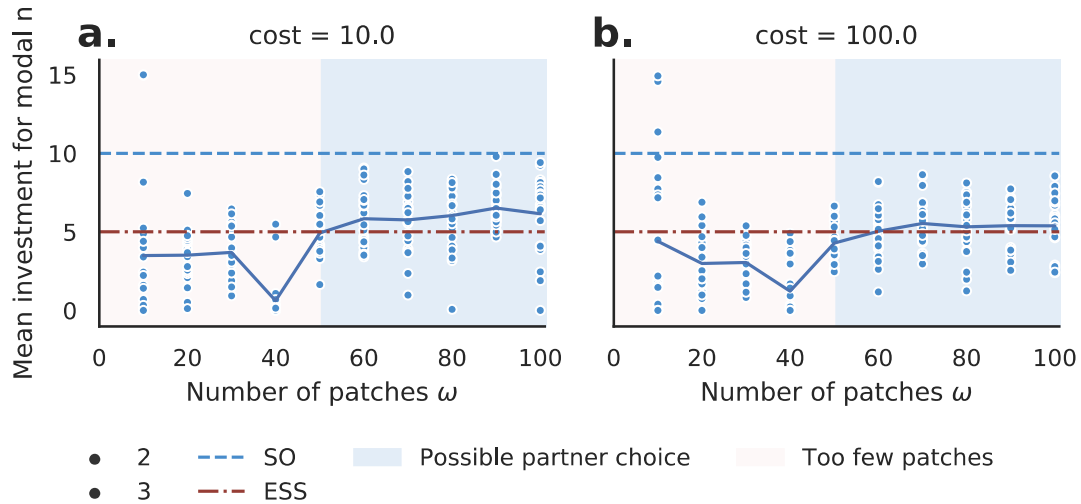 a.
cost = 10.0
b.
cost = 100.0
Mean investment for modal n
15
10
5
0
0 20 40 60 80 100
Number of patches ω
0 20 40 60 80 100
Number of patches ω
2
3
SO
ESS
Possible partner choice
Too few patches